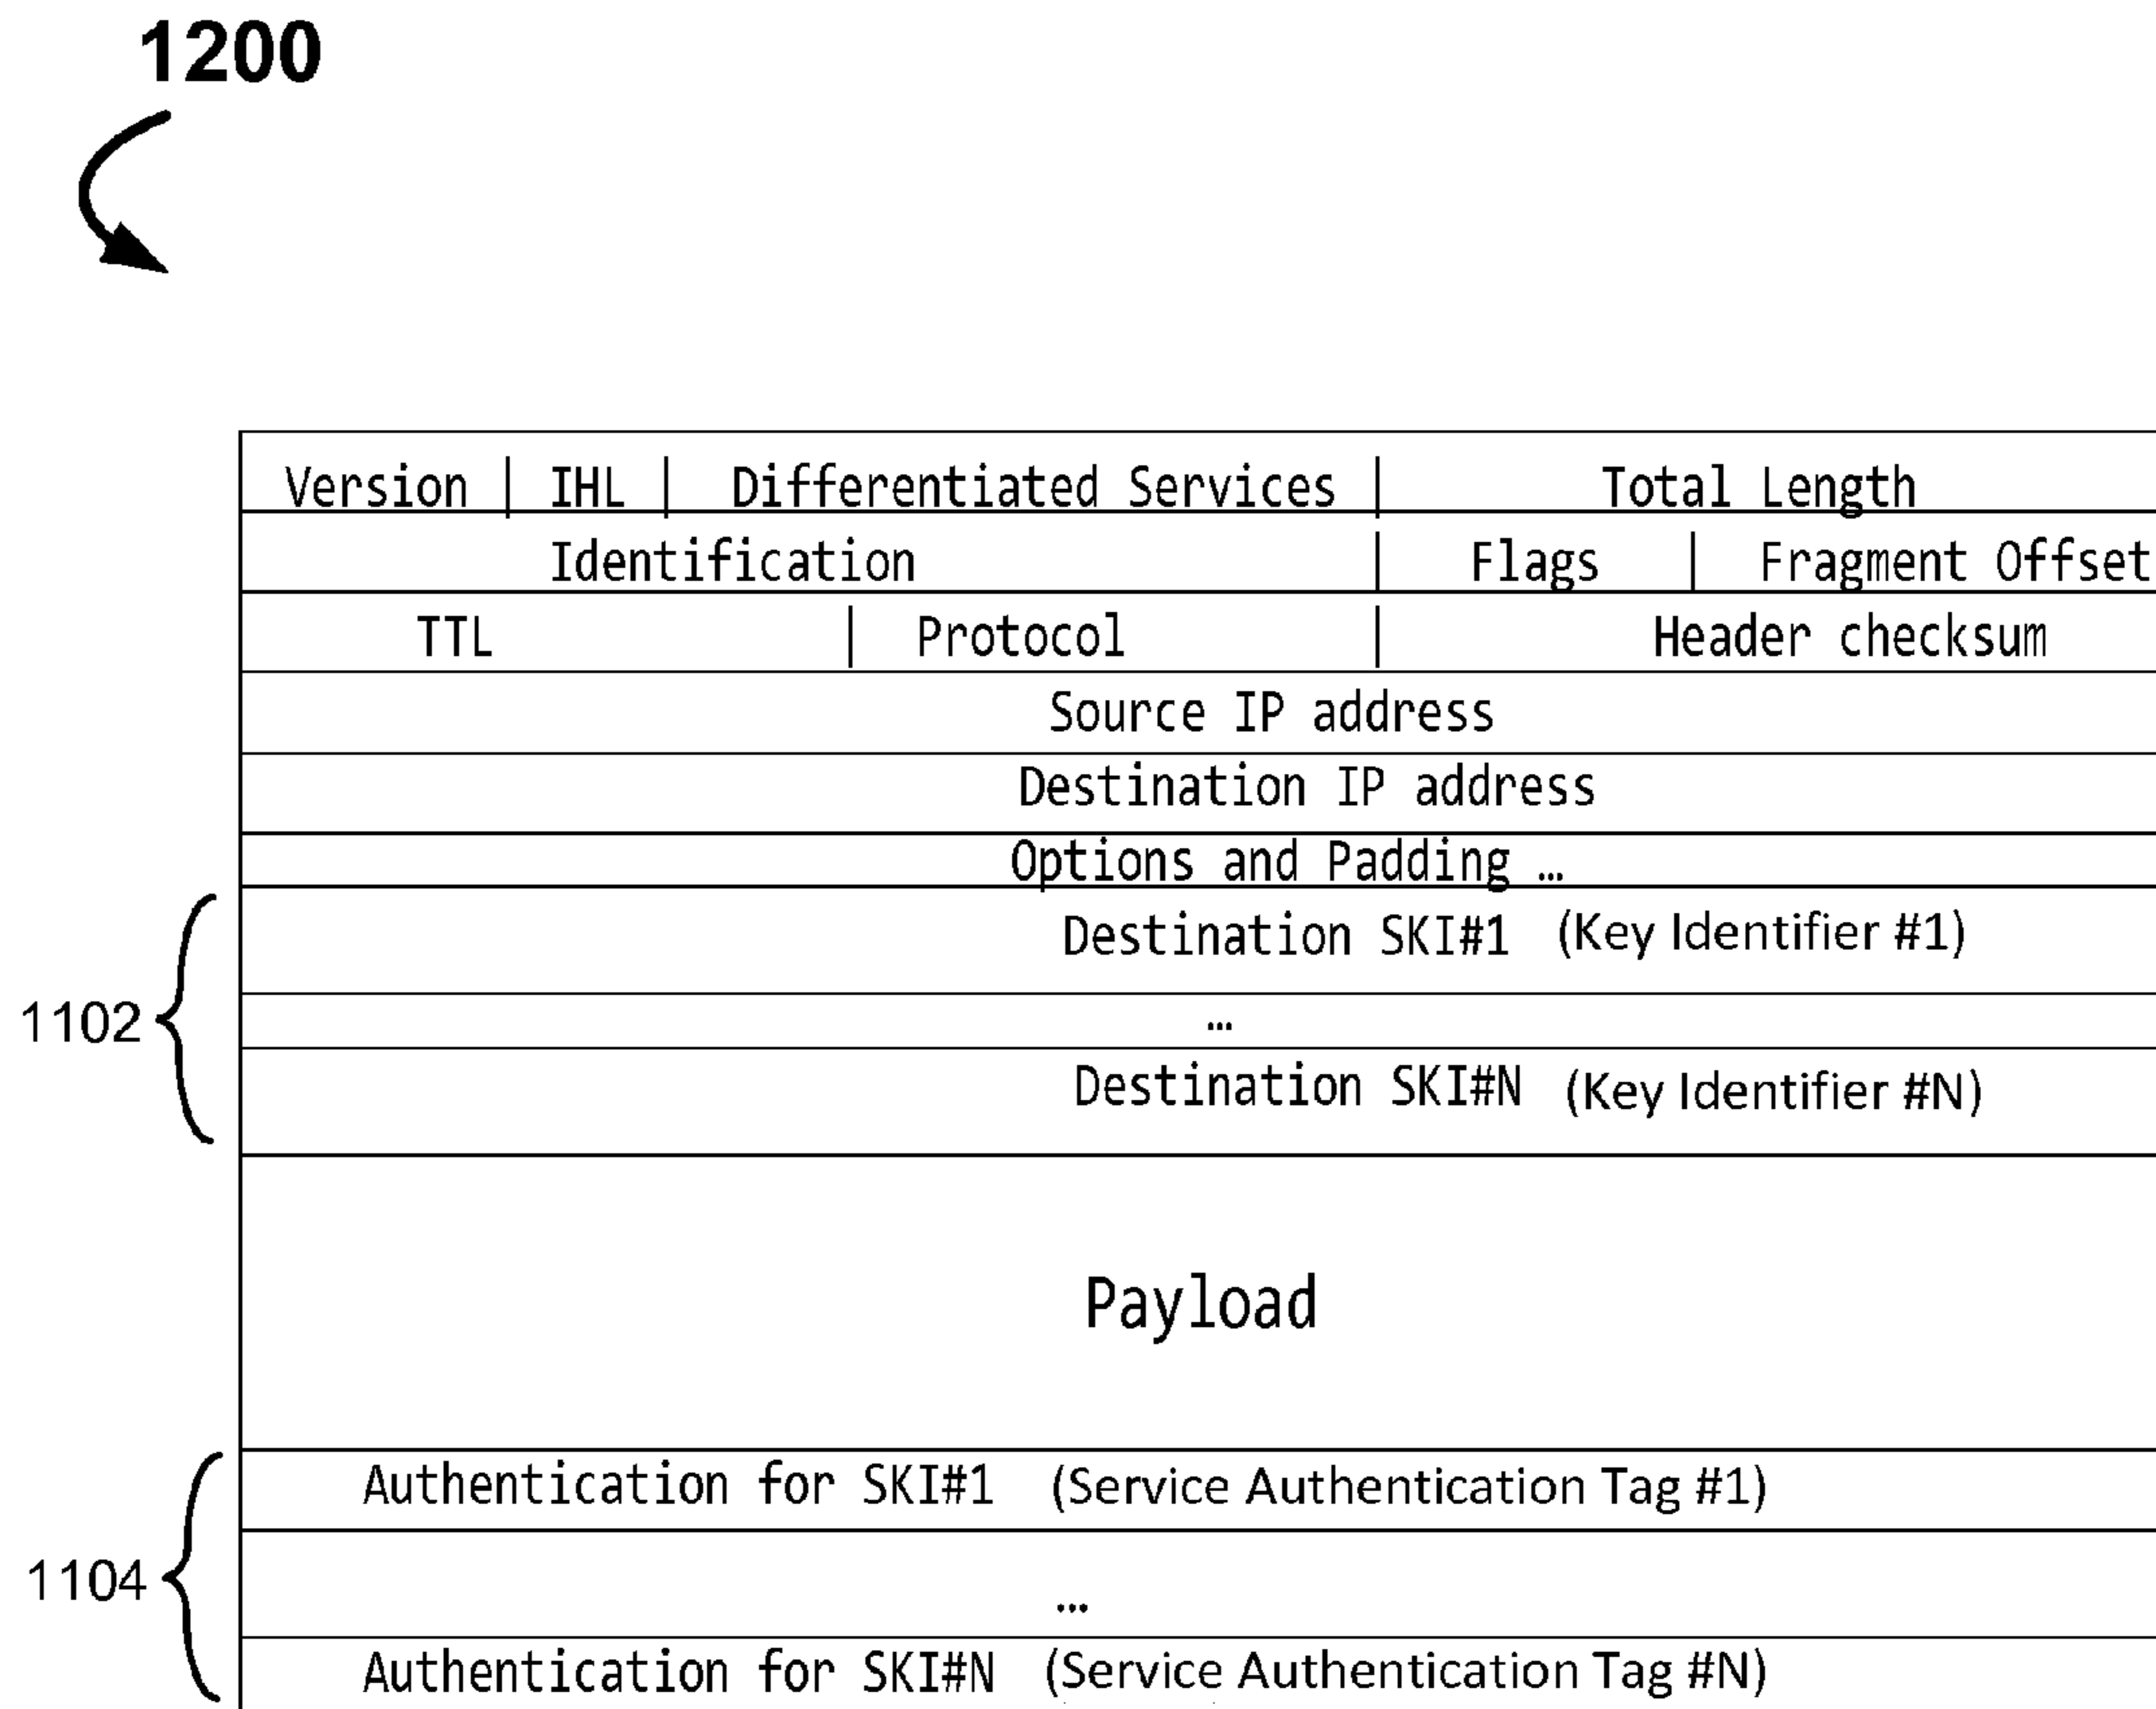 1200
Version | IHL | Differentiated Services | Total Length
Identification | Flags | Fragment Offset
TTL | Protocol | Header checksum
Source IP address
Destination IP address
Options and Padding …
Destination SKI#1 (Key Identifier #1)
1102
…
Destination SKI#N (Key Identifier #N)
Payload
Authentication for SKI#1 (Service Authentication Tag #1)
1104
…
Authentication for SKI#N (Service Authentication Tag #N)